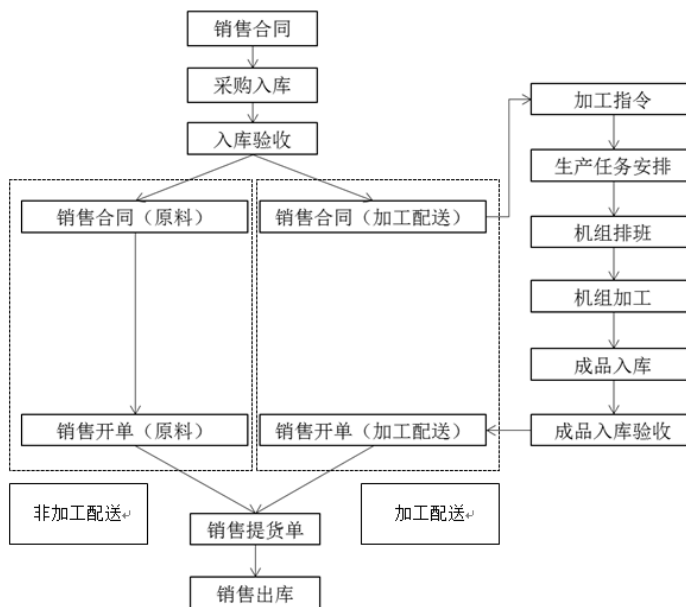 销售合同
采购入库
入库验收
销售合同（原料）
销售合同（加工配送）
加工指令
生产任务安排
机组排班
机组加工
成品入库
成品入库验收
销售开单（原料）
销售开单（加工配送）
非加工配送
加工配送
销售提货单
销售出库